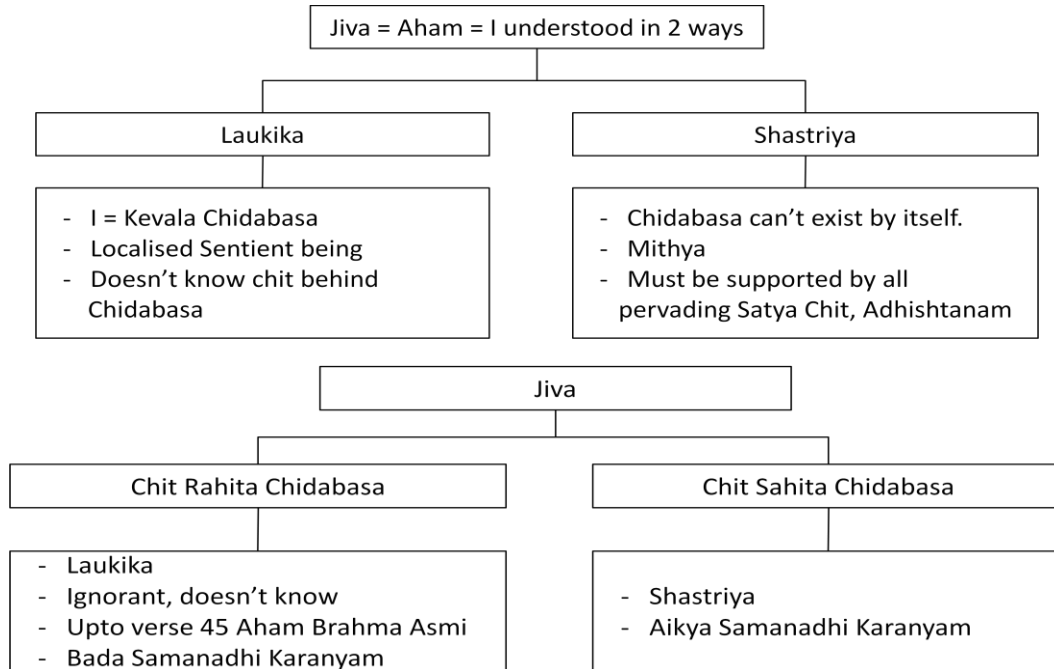 Jiva = Aham = I understood in 2 ways
Laukika
Shastriya
- I = Kevala Chidabasa
- Localised Sentient being
- Doesn't know chit behind
Chidabasa
- Chidabasa can't exist by itself.
- Mithya
- Must be supported by all
pervading Satya Chit, Adhishtanam
Jiva
Chit Rahita Chidabasa
Chit Sahita Chidabasa
- Laukika
- Ignorant, doesn't know
- Upto verse 45 Aham Brahma Asmi
- Bada Samanadhi Karanyam
- Shastriya
- Aikya Samanadhi Karanyam